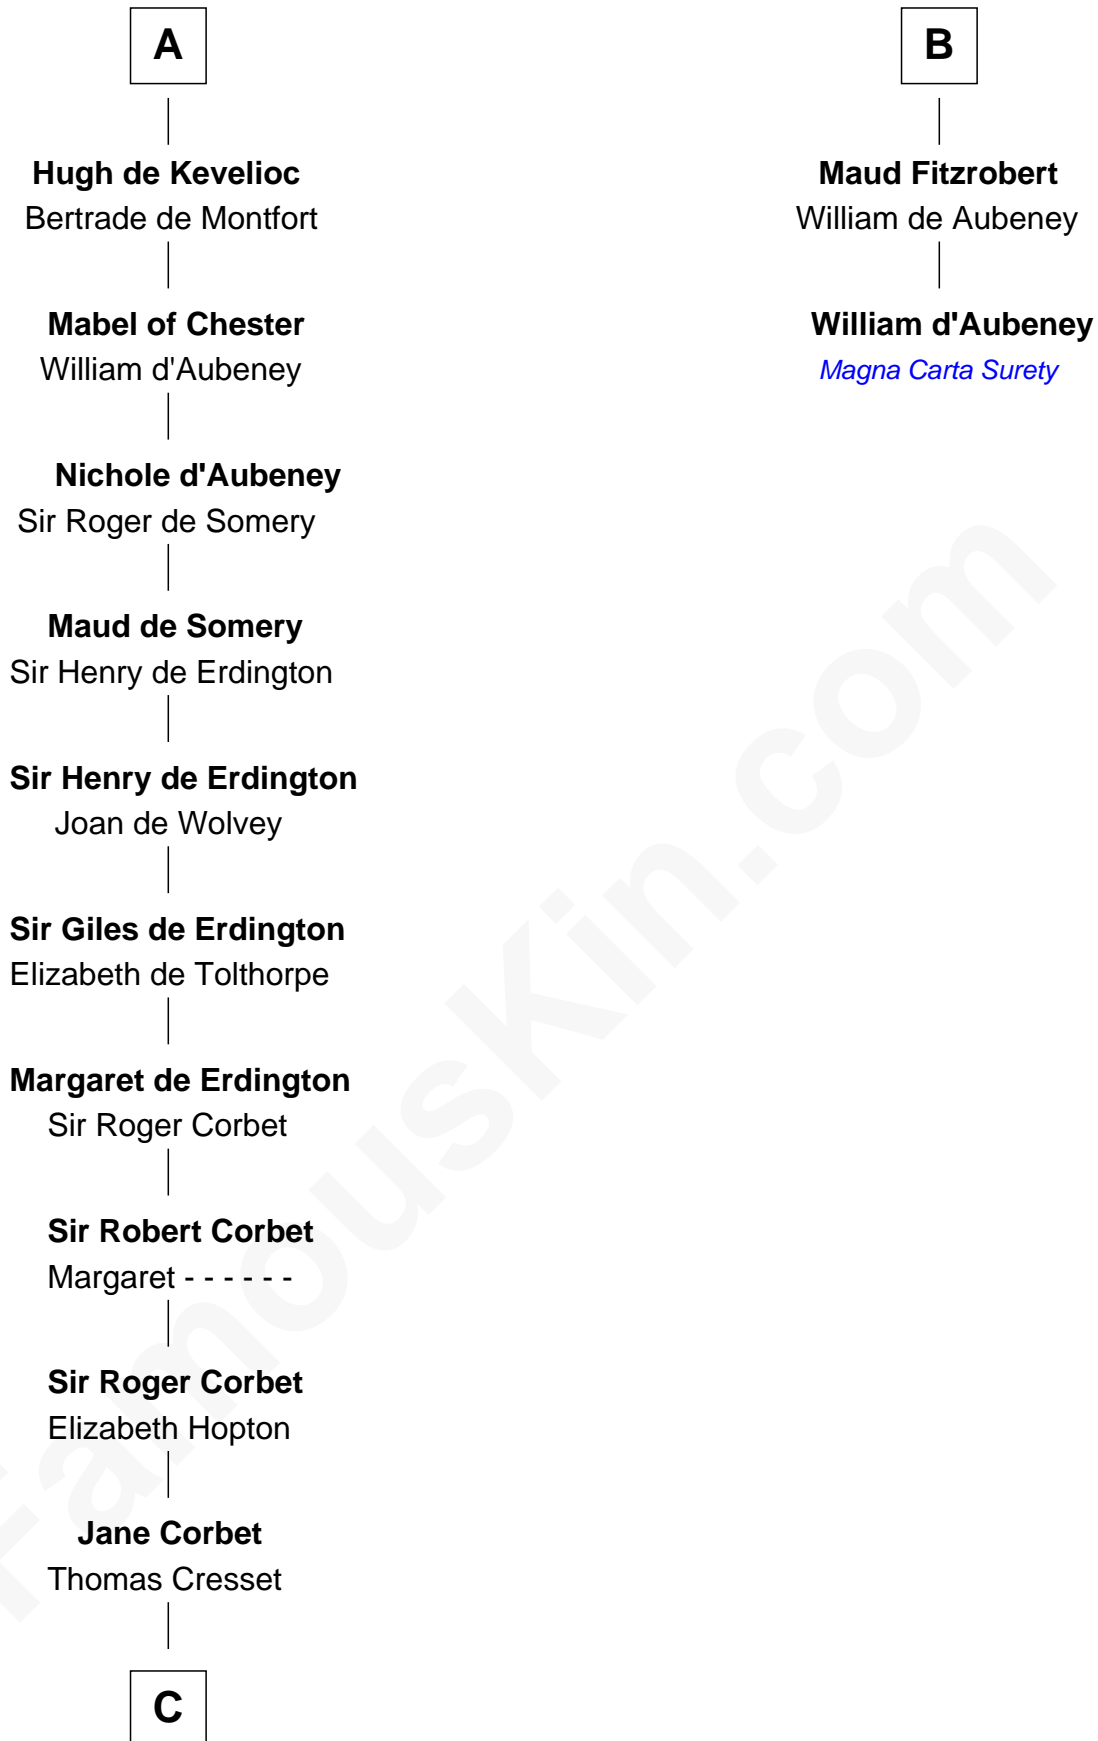 A
B
Hugh de Kevelioc
Bertrade de Montfort
Maud Fitzrobert
William de Aubeney
Mabel of Chester
William d'Aubeney
William d'Aubeney
Magna Carta Surety
Nichole d'Aubeney
Sir Roger de Somery
Maud de Somery
Sir Henry de Erdington
Sir Henry de Erdington
Joan de Wolvey
Sir Giles de Erdington
Elizabeth de Tolthorpe
Margaret de Erdington
Sir Roger Corbet
Sir Robert Corbet
Margaret - - - - - -
Sir Roger Corbet
Elizabeth Hopton
Jane Corbet
Thomas Cresset
C
FamousKin.com